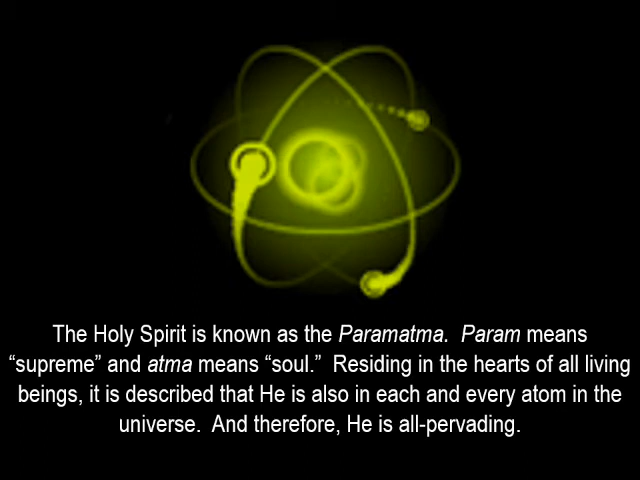 The Holy Spirit is known as the Paramatma.  Param means
“supreme” and atma means “soul.”  Residing in the hearts of all living
beings, it is described that He is also in each and every atom in the
universe.  And therefore, He is all-pervading.